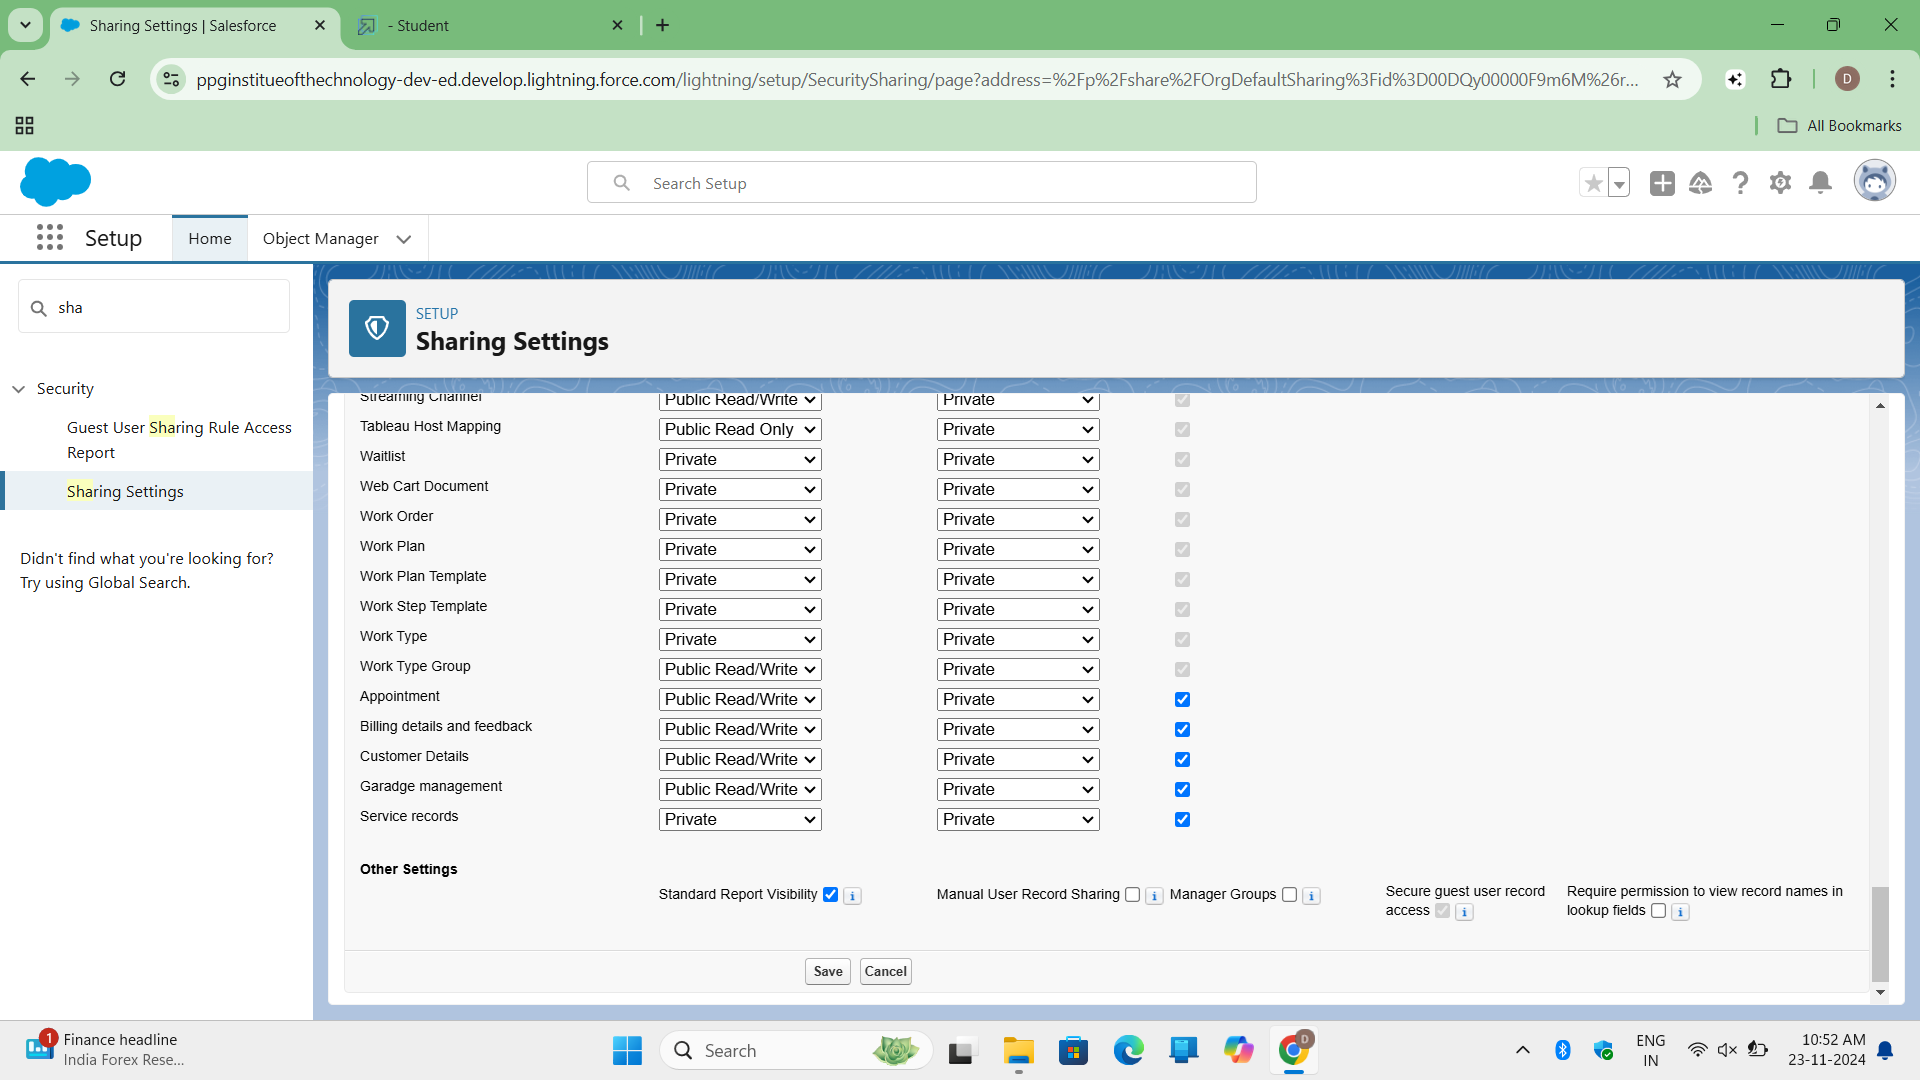 Sharing Settings | Salesforce
- Student
ppginstitueofthechnology-dev-ed.develop.lightning.force.com/lightning/setup/SecuritySharing/page?address=%2Fp%2Fshare%2FOrgDefaultSharing%3Fid%3D00DQy00000F9m6M%26r...
D
All Bookmarks
Search Setup
Setup
Home
Object Manager
sha
Security
Guest User Sharing Rule Access
Report
Sharing Settings
Didn't find what you're looking for?
Try using Global Search.
SETUP
Sharing Settings
Streaming Channel Public Read/Write Private
Tableau Host Mapping Public Read Only Private
Waitlist Private Private
Web Cart Document Private Private
Work Order Private Private
Work Plan Private Private
Work Plan Template Private Private
Work Step Template Private Private
Work Type Private Private
Work Type Group Public Read/Write Private
Appointment Public Read/Write Private
Billing details and feedback Public Read/Write Private
Customer Details Public Read/Write Private
Garadge management Public Read/Write Private
Service records Private Private
Other Settings
Standard Report Visibility i Manual User Record Sharing i Manager Groups i
Secure guest user record
access i
Require permission to view record names in
lookup fields i
Save Cancel
1
Finance headline
India Forex Rese...
Search
D
ENG
IN
10:52 AM
23-11-2024